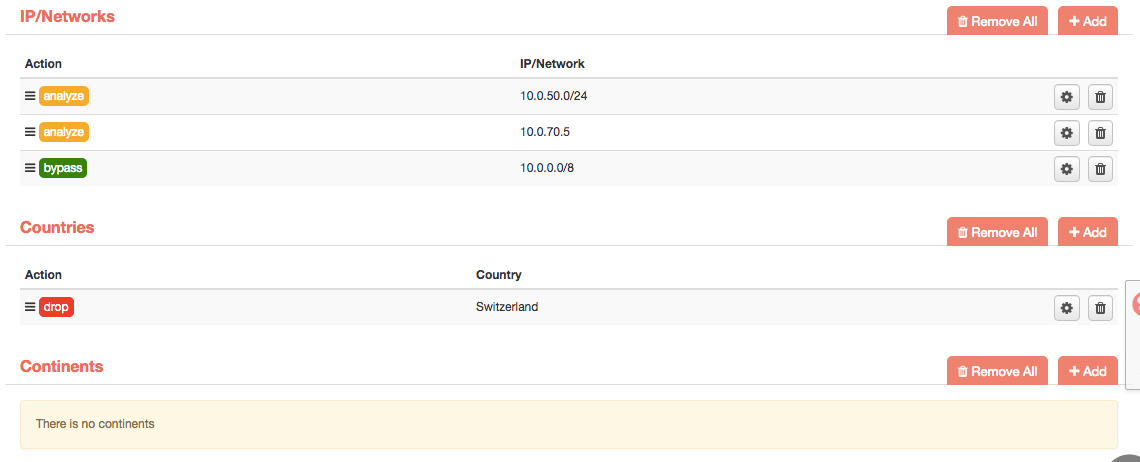 IP/Networks Remove All Add
Action IP/Network
analyze 10.0.50.0/24
analyze 10.0.70.5
bypass 10.0.0.0/8
Countries Remove All Add
Action Country
drop Switzerland
Continents Remove All Add
There is no continents